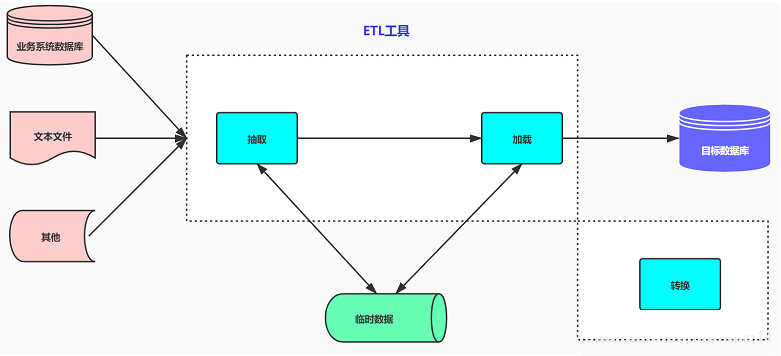 ETL工具
业务系统数据库
文本文件
抽取
加载
目标数据库
其他
转换
临时数据